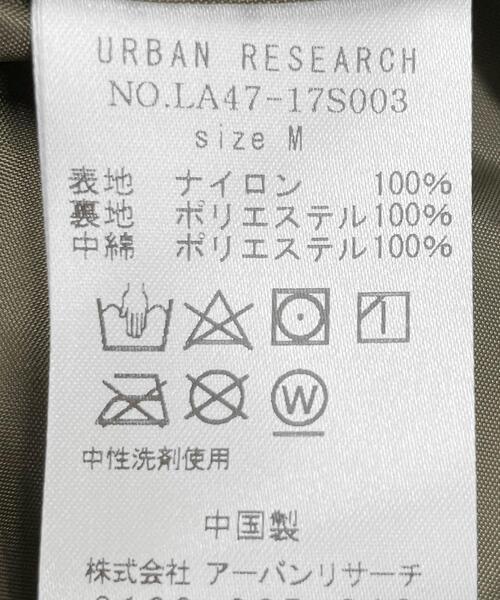 URBAN RESEARCH
NO.LA47-17S003
size M
表地 ナイロン 100%
裏地 ポリエステル100%
中綿 ポリエステル100%
W
中性洗剤使用
中国製
株式会社 アーバンリサーチ